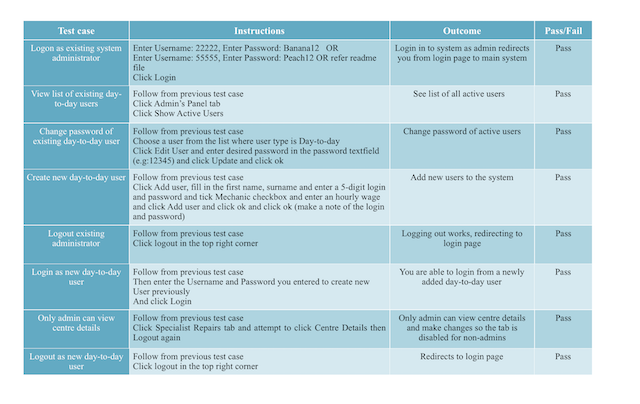 Test case Instructions Outcome Pass/Fail
Logon as existing system
administrator
Enter Username: 22222, Enter Password: Banana12 OR
Enter Username: 55555, Enter Password: Peach12 OR refer readme
file
Click Login
Login in to system as admin redirects
you from login page to main system
Pass
View list of existing day-
to-day users
Follow from previous test case
Click Admin's Panel tab
Click Show Active Users
See list of all active users
Pass
Change password of
existing day-to-day user
Follow from previous test case
Choose a user from the list where user type is Day-to-day
Click Edit User and enter desired password in the password textfield
(e.g:12345) and click Update and click ok
Change password of active users
Pass
Create new day-to-day user
Follow from previous test case
Click Add user, fill in the first name, surname and enter a 5-digit login
and password and tick Mechanic checkbox and enter an hourly wage
and click Add user and click ok and click ok (make a note of the login
and password)
Add new users to the system
Pass
Logout existing
administrator
Follow from previous test case
Click logout in the top right corner
Logging out works, redirecting to
login page
Pass
Login as new day-to-day
user
Follow from previous test case
Then enter the Username and Password you entered to create new
User previously
And click Login
You are able to login from a newly
added day-to-day user
Pass
Only admin can view
centre details
Follow from previous test case
Click Specialist Repairs tab and attempt to click Centre Details then
Logout again
Only admin can view centre details
and make changes so the tab is
disabled for non-admins
Pass
Logout as new day-to-day
user
Follow from previous test case
Click logout in the top right corner
Redirects to login page
Pass